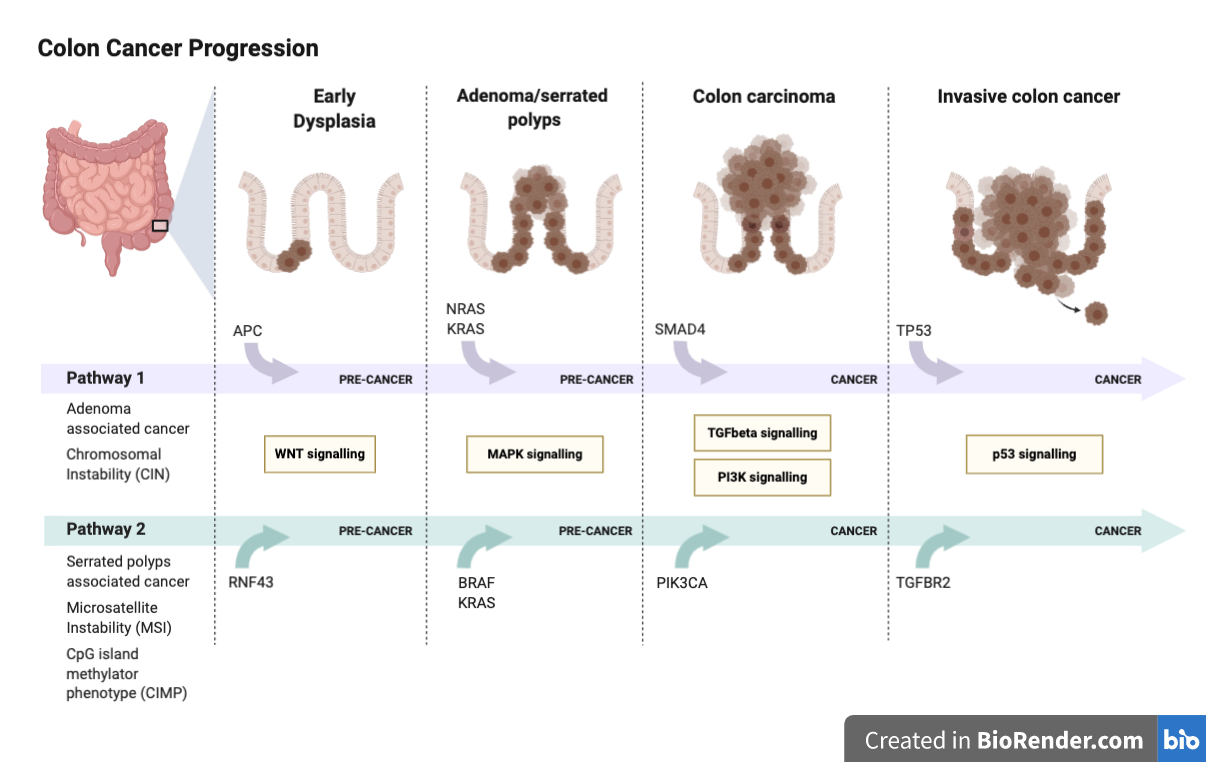 Colon Cancer Progression
Early
Dysplasia
Adenoma/serrated
polyps
Colon carcinoma
Invasive colon cancer
APC
NRAS
KRAS
SMAD4
TP53
Pathway 1
PRE-CANCER
PRE-CANCER
CANCER
CANCER
Adenoma
associated cancer
Chromosomal
Instability (CIN)
WNT signalling
MAPK signalling
TGFbeta signalling
PI3K signalling
p53 signalling
Pathway 2
PRE-CANCER
PRE-CANCER
CANCER
CANCER
Serrated polyps
associated cancer
Microsatellite
Instability (MSI)
CpG island
methylator
phenotype (CIMP)
RNF43
BRAF
KRAS
PIK3CA
TGFBR2
Created in BioRender.com bio